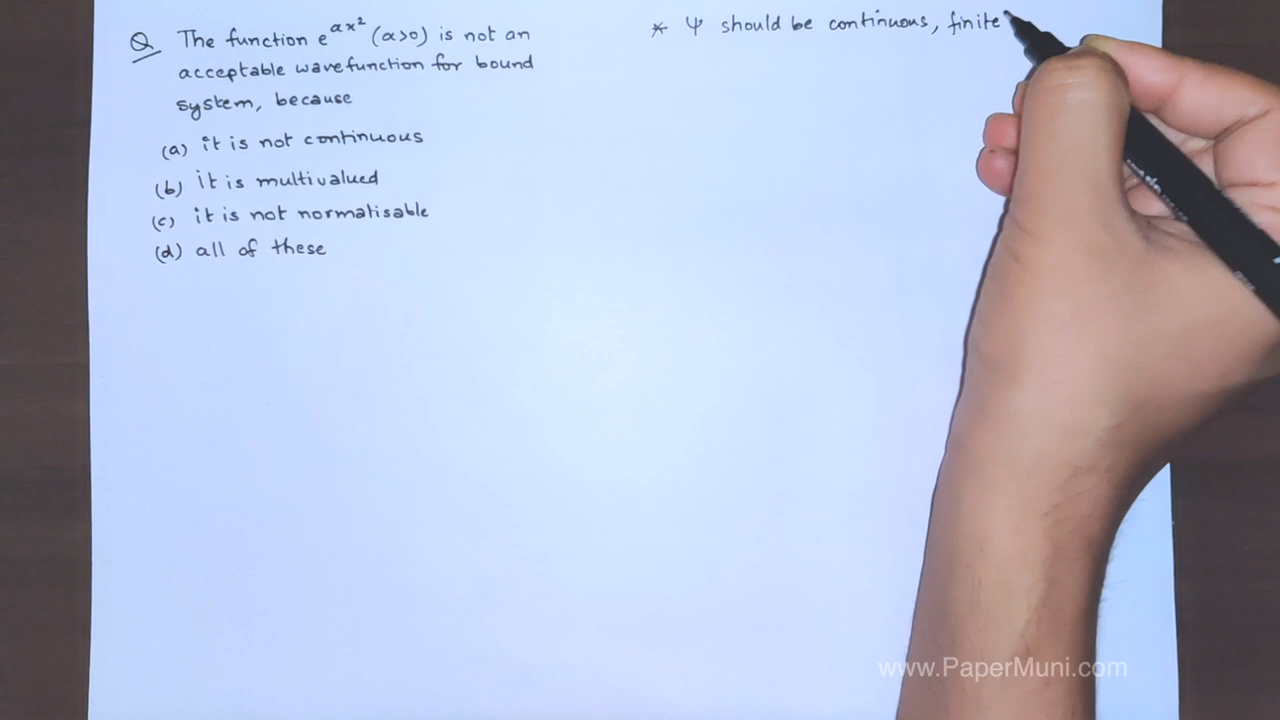 Q The function e^αx² (α>0) is not an
acceptable wavefunction for bound
system, because
(a) it is not continuous
(b) it is multivalued
(c) it is not normalisable
(d) all of these
* ψ should be continuous, finite
www.PaperMuni.com